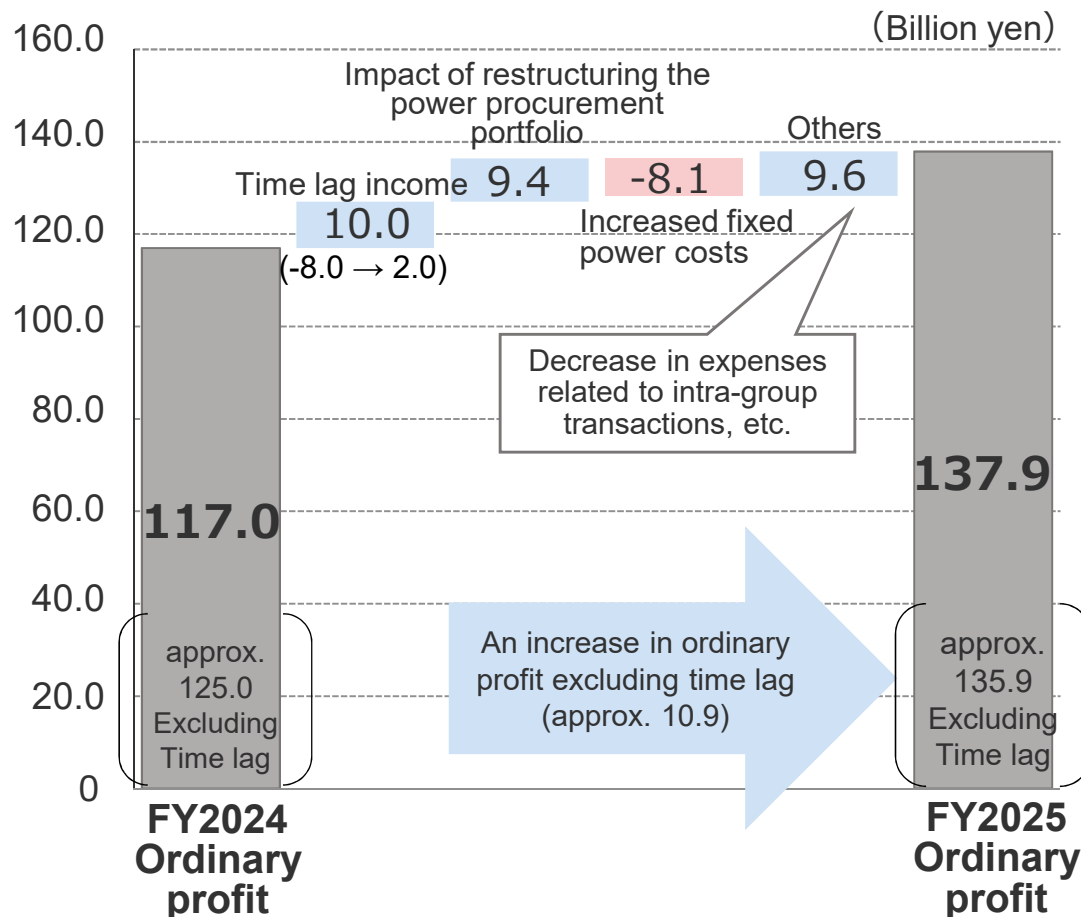 (Billion yen)
160.0
140.0
120.0
100.0
80.0
60.0
40.0
20.0
0
Impact of restructuring the
power procurement
portfolio
Others
Time lag income
10.0
(-8.0 → 2.0)
9.4
-8.1
9.6
Increased fixed
power costs
Decrease in expenses
related to intra-group
transactions, etc.
117.0
137.9
approx.
125.0
Excluding
Time lag
An increase in ordinary
profit excluding time lag
(approx. 10.9)
approx.
135.9
Excluding
Time lag
FY2024
Ordinary
profit
FY2025
Ordinary
profit